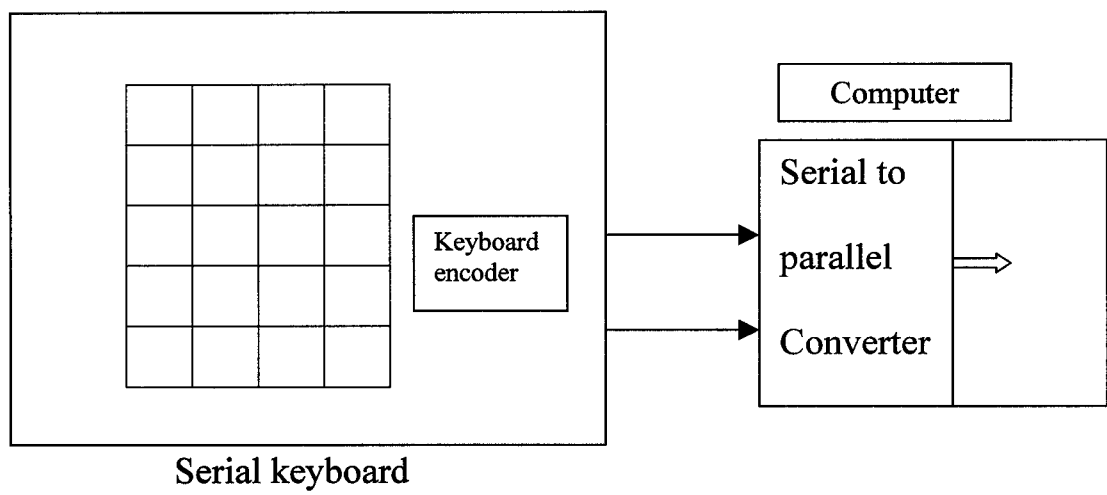 Computer
Serial to
parallel
Converter
Keyboard
encoder
Serial keyboard